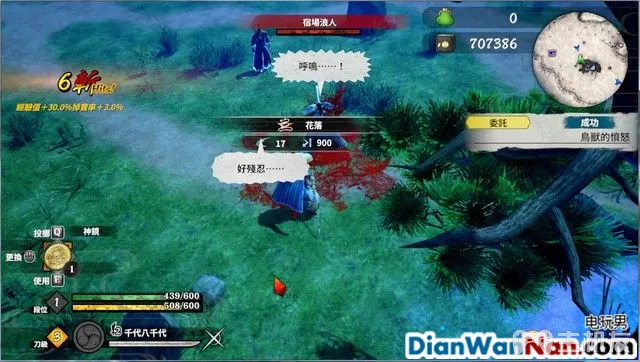 宿場浪人
呼嗚……！
0
707386
6斬
經驗值＋30.0%掉寶率＋3.0%
花落
17
900
委託
成功
鳥獸的憤怒
好殘忍……
投擲 Q
神鏡
更換
1
使用 E
段位
1
439/600
508/600
刀級
3
千代八千代
电玩男
DianWanNan.com